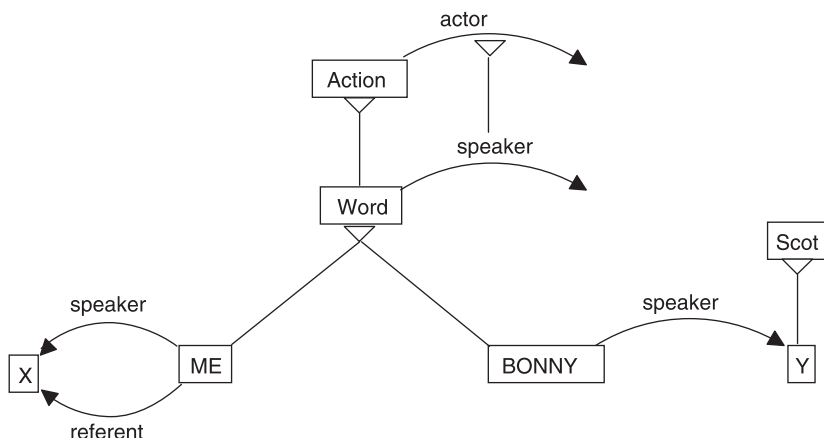 actor
Action
speaker
Word
Scot
speaker
speaker
X
ME
BONNY
Y
referent